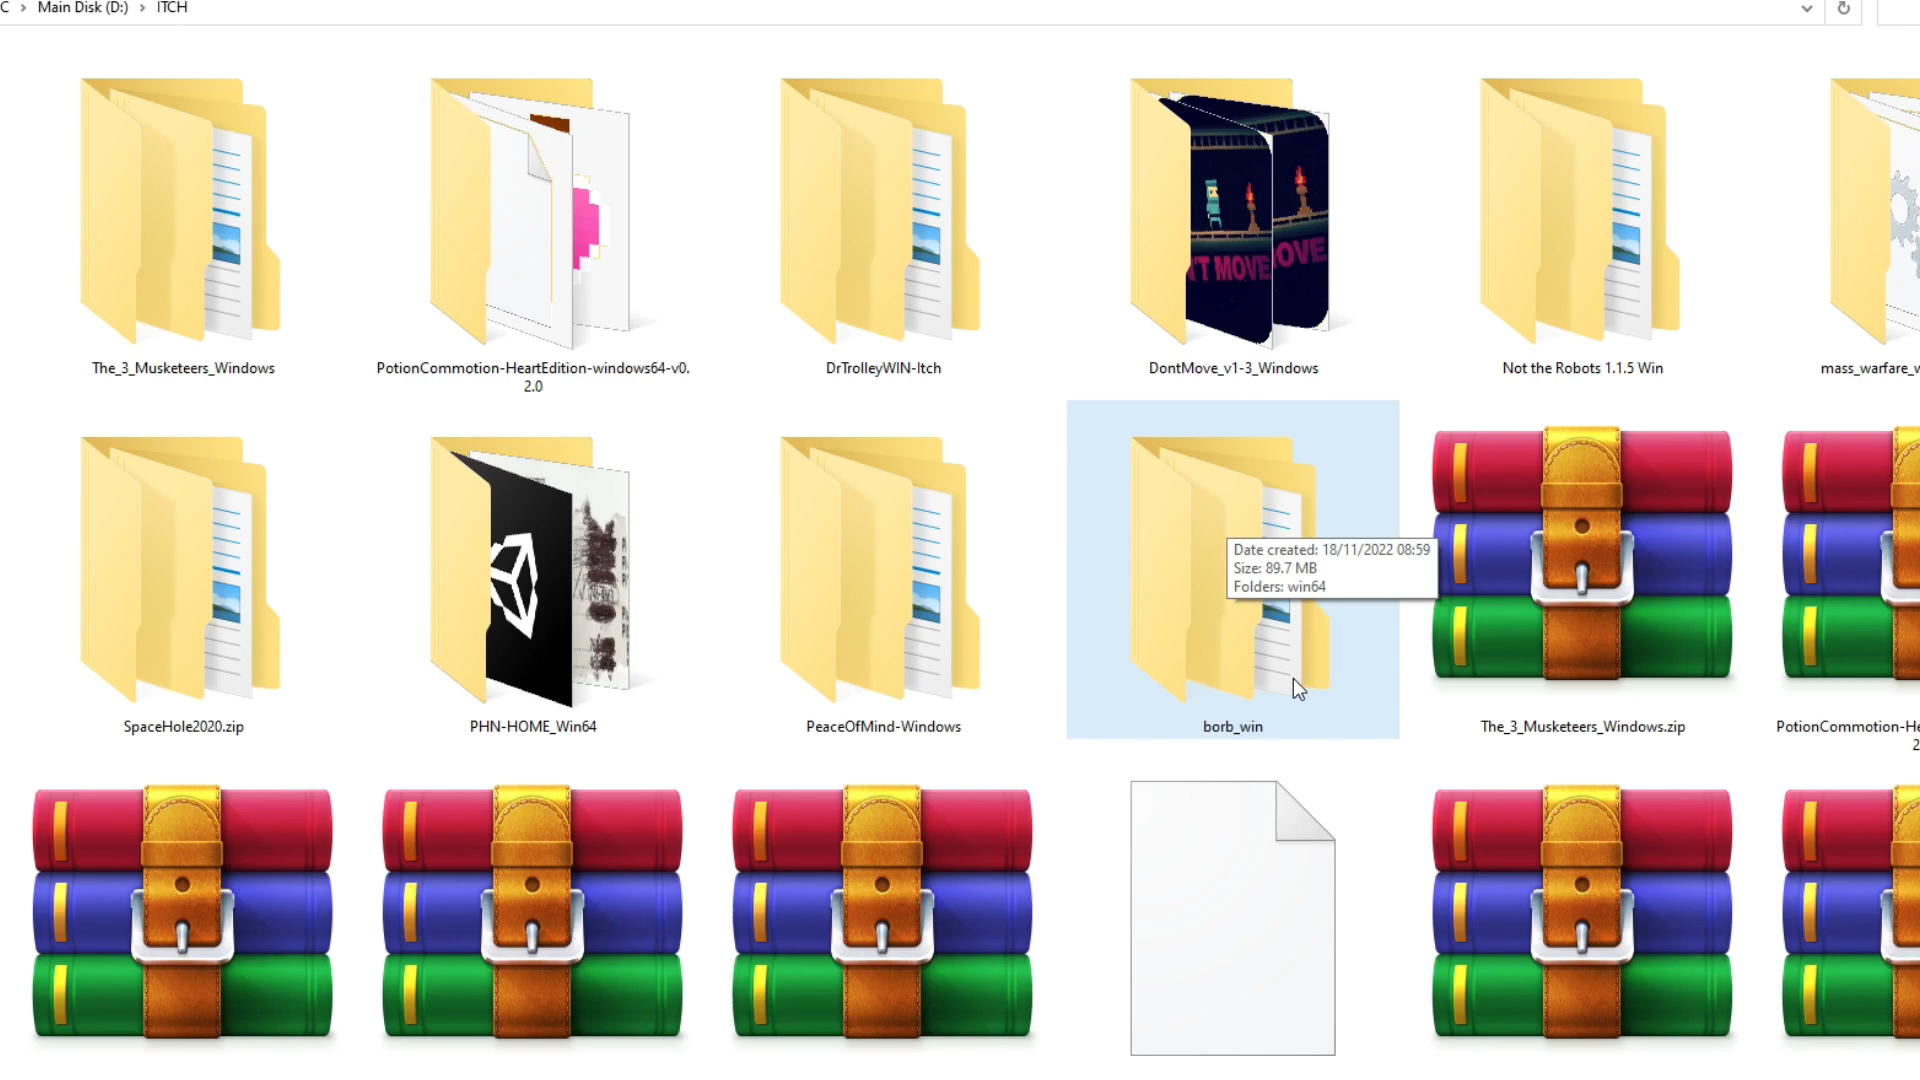 C > Main Disk (D:) > ITCH
'T MOVE
OVE
The_3_Musketeers_Windows
PotionCommotion-HeartEdition-windows64-v0.
2.0
DrTrolleyWIN-Itch
DontMove_v1-3_Windows
Not the Robots 1.1.5 Win
mass_warfare_w
Date created: 18/11/2022 08:59
Size: 89.7 MB
Folders: win64
SpaceHole2020.zip
PHN-HOME_Win64
PeaceOfMind-Windows
borb_win
The_3_Musketeers_Windows.zip
PotionCommotion-He
2